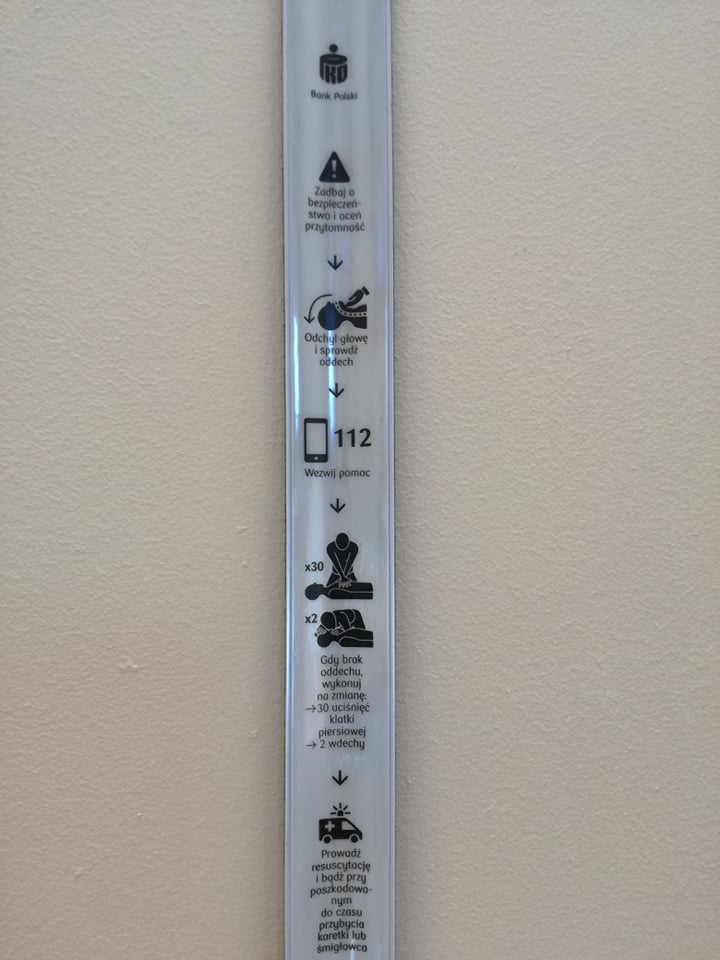 PKO
Bank Polski
Zadbaj o
bezpieczeń-
stwo i oceń
przytomność
Odchyl głowę
i sprawdź
oddech
112
Wezwij pomoc
x30
x2
Gdy brak
oddechu,
wykonuj
na zmianę:
→30 uciśnięć
klatki
piersiowej
→ 2 wdechy
Prowadź
resuscytację
i bądź przy
poszkodowa-
nym
do czasu
przybycia
karetki lub
śmigłowca